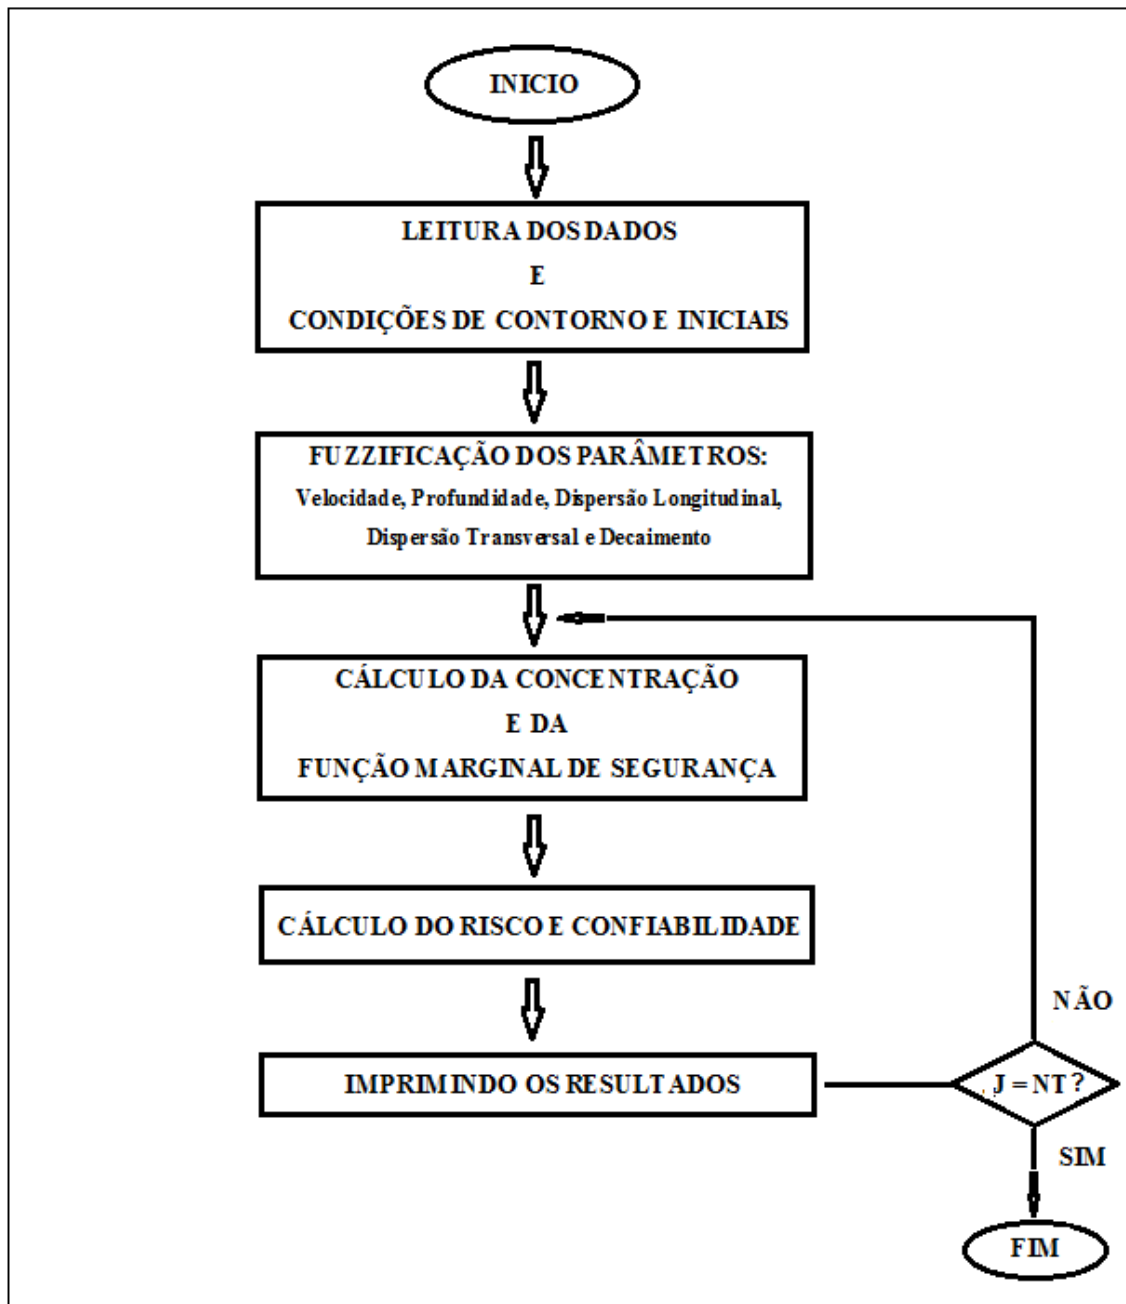 INICIO
LEITURA DOS DADOS
E
CONDIÇÕES DE CONTORNO E INICIAIS
FUZZIFICAÇÃO DOS PARÂMETROS:
Velocidade, Profundidade, Dispersão Longitudinal,
Dispersão Transversal e Decaimento
CÁLCULO DA CONCENTRAÇÃO
E DA
FUNÇÃO MARGINAL DE SEGURANÇA
CÁLCULO DO RISCO E CONFIABILIDADE
IMPRIMINDO OS RESULTADOS
NÃO
J = NT ?
SIM
FIM